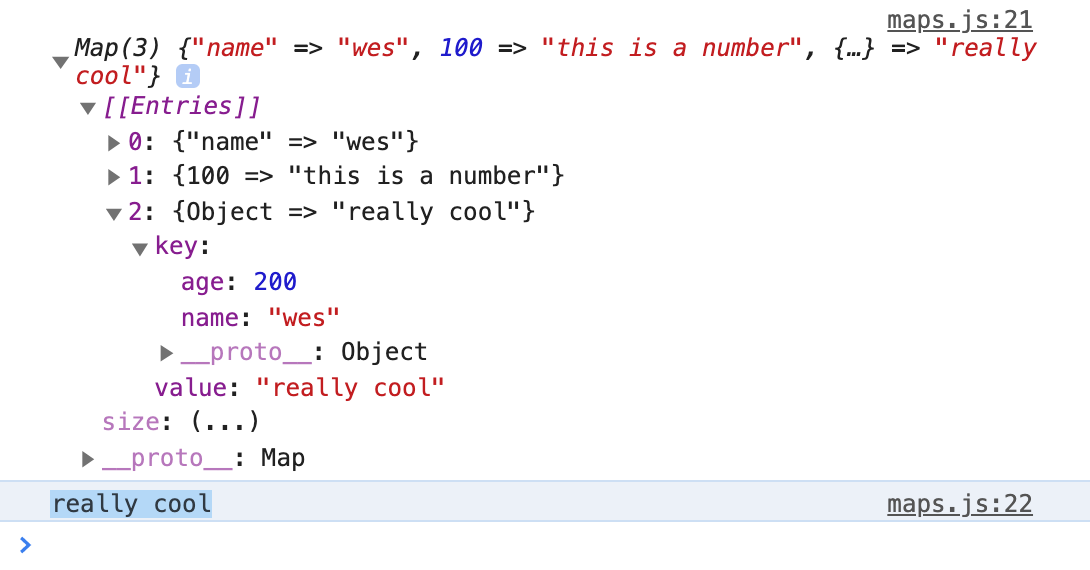 maps.js:21
Map(3) {"name" => "wes", 100 => "this is a number", {…} => "really
cool"} i
[[Entries]]
0: {"name" => "wes"}
1: {100 => "this is a number"}
2: {Object => "really cool"}
key:
age: 200
name: "wes"
__proto__: Object
value: "really cool"
size: (...)
__proto__: Map
really cool maps.js:22